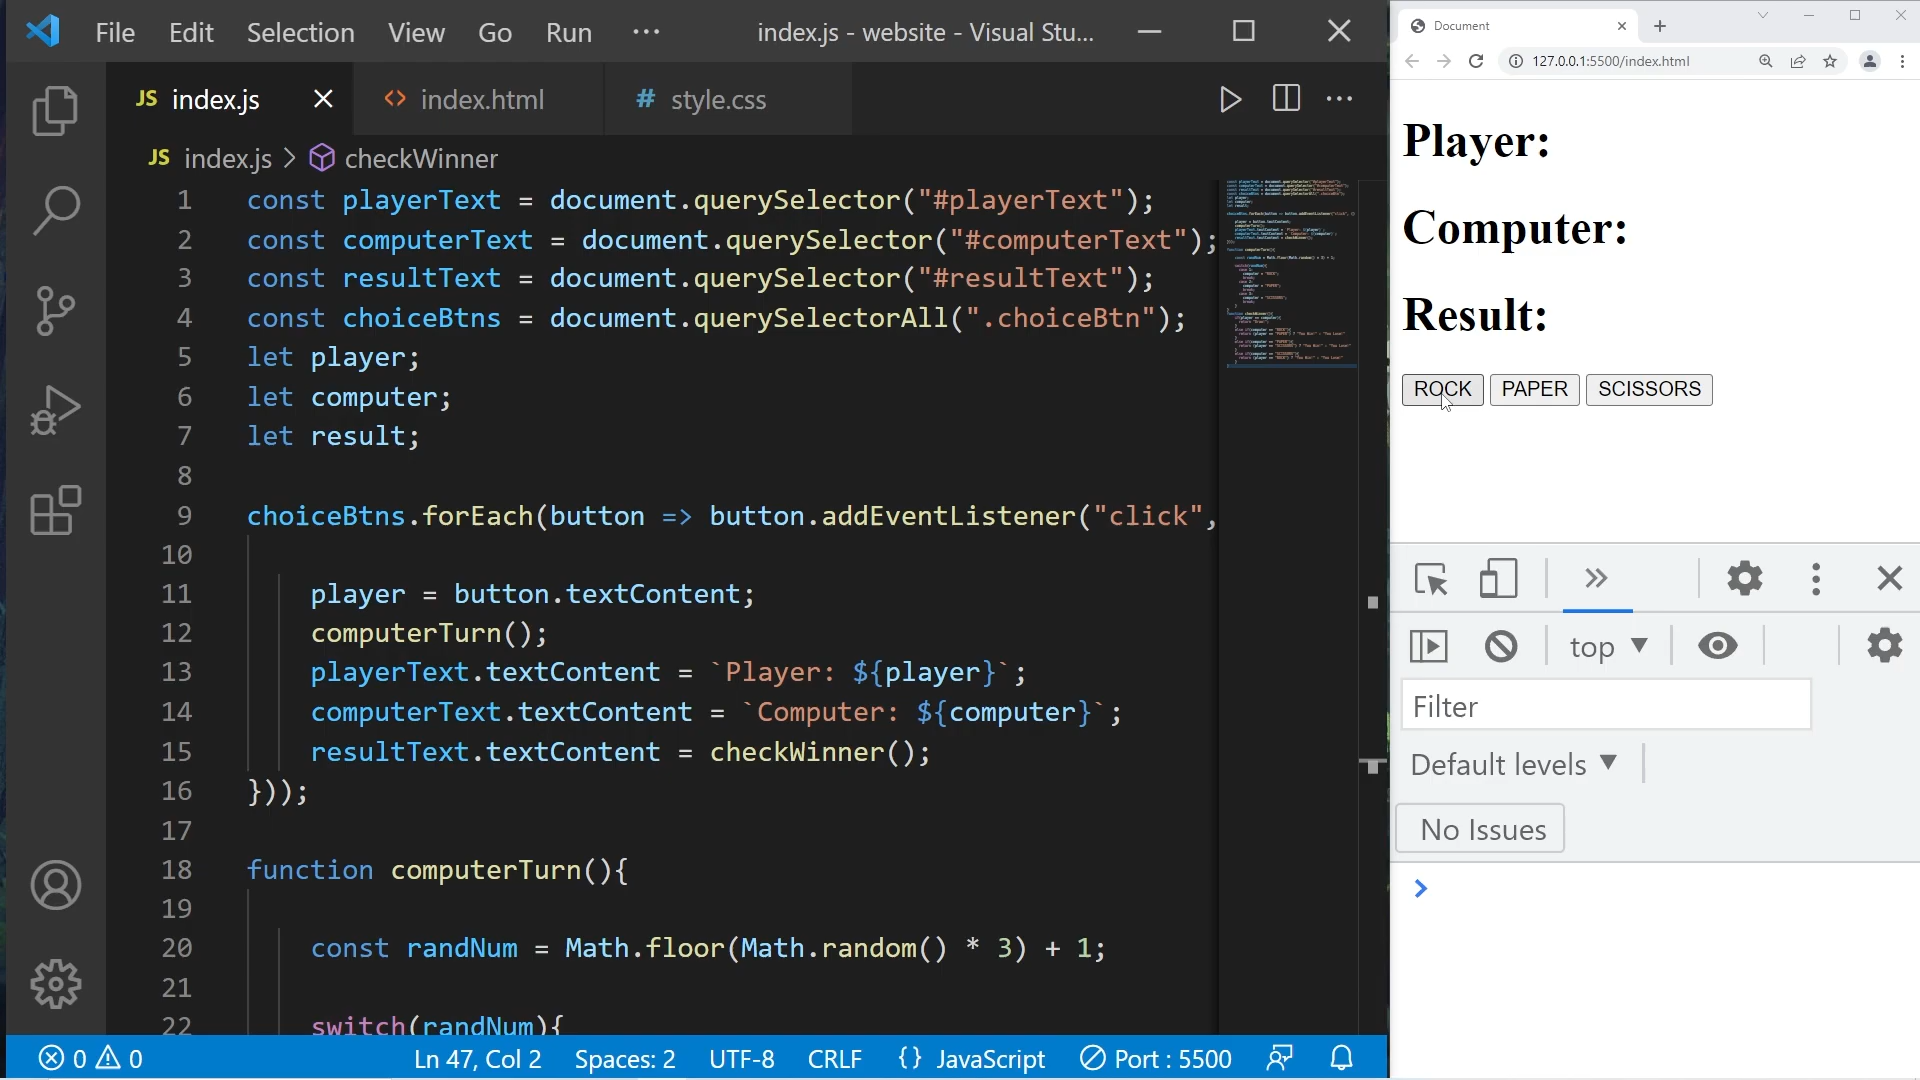 File Edit Selection View Go Run ··· index.js - website - Visual Stu...
JS index.js <> index.html # style.css
JS index.js > checkWinner
1 const playerText = document.querySelector("#playerText");
2 const computerText = document.querySelector("#computerText");
3 const resultText = document.querySelector("#resultText");
4 const choiceBtns = document.querySelectorAll(".choiceBtn");
5 let player;
6 let computer;
7 let result;
8
9 choiceBtns.forEach(button => button.addEventListener("click",
10
11 player = button.textContent;
12 computerTurn();
13 playerText.textContent = `Player: ${player}`;
14 computerText.textContent = `Computer: ${computer}`;
15 resultText.textContent = checkWinner();
16 }));
17
18 function computerTurn(){
19
20 const randNum = Math.floor(Math.random() * 3) + 1;
21
22 switch(randNum){
0 0 Ln 47, Col 2 Spaces: 2 UTF-8 CRLF {} JavaScript Port : 5500
Document
127.0.0.1:5500/index.html
Player:
Computer:
Result:
ROCK PAPER SCISSORS
top
Filter
Default levels
No Issues